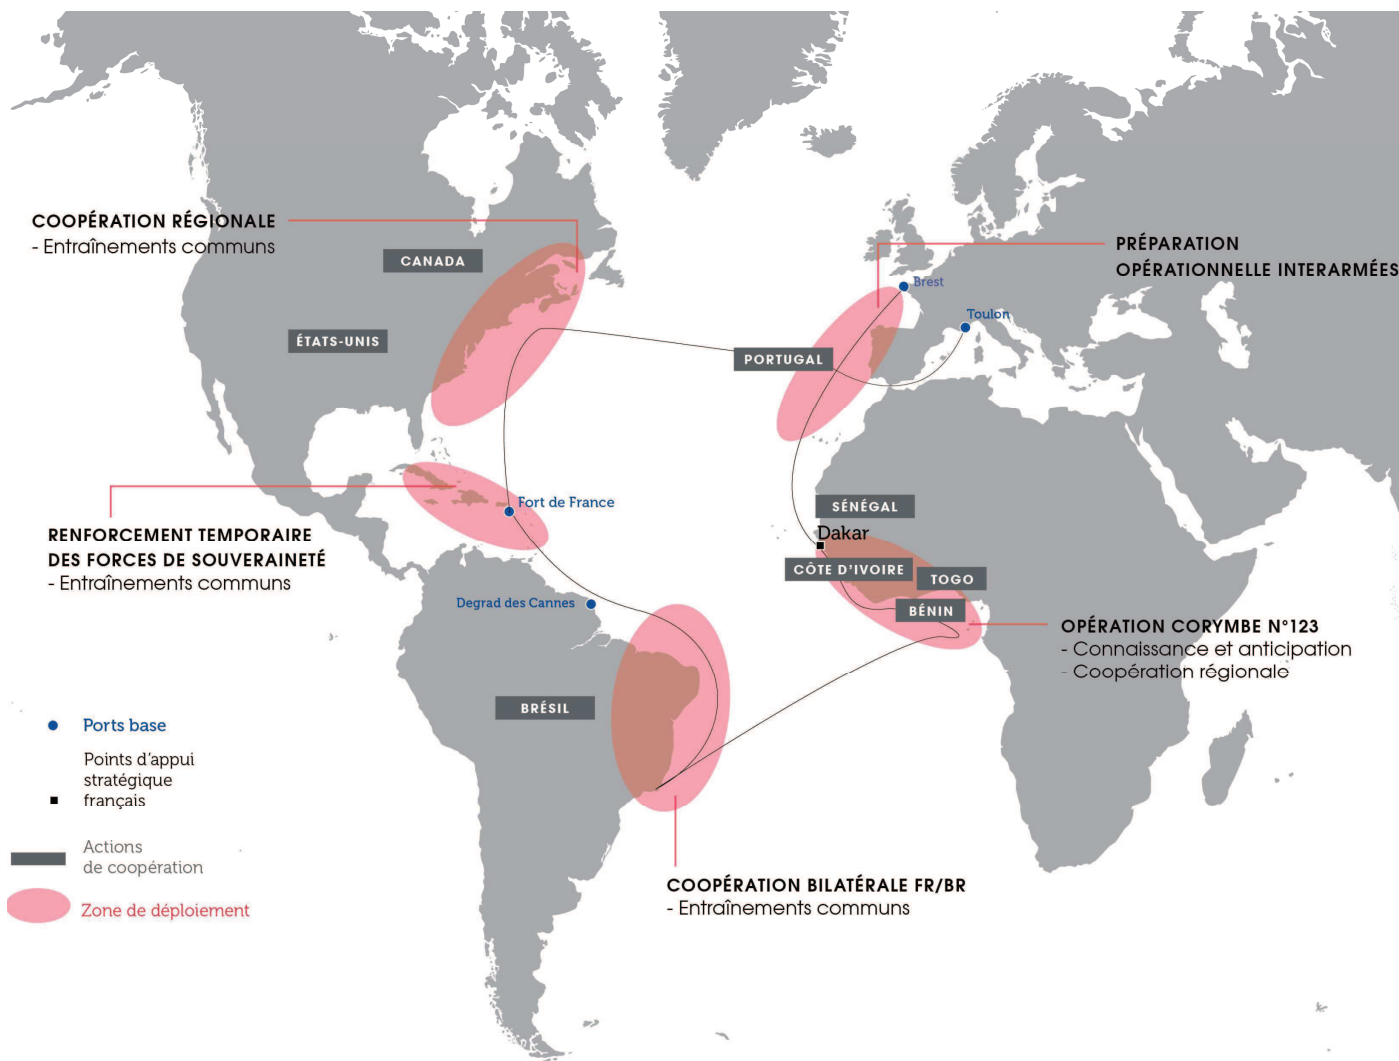 COOPÉRATION RÉGIONALE
- Entraînements communs
CANADA
ÉTATS-UNIS
PRÉPARATION
OPÉRATIONNELLE INTERARMÉES
Brest
Toulon
PORTUGAL
RENFORCEMENT TEMPORAIRE
DES FORCES DE SOUVERAINETÉ
- Entraînements communs
Fort de France
Degrad des Cannes
SÉNÉGAL
Dakar
CÔTE D'IVOIRE
TOGO
BÉNIN
OPÉRATION CORYMBE N°123
- Connaissance et anticipation
- Coopération régionale
BRÉSIL
COOPÉRATION BILATÉRALE FR/BR
- Entraînements communs
Ports base
Points d'appui
stratégique
français
Actions
de coopération
Zone de déploiement